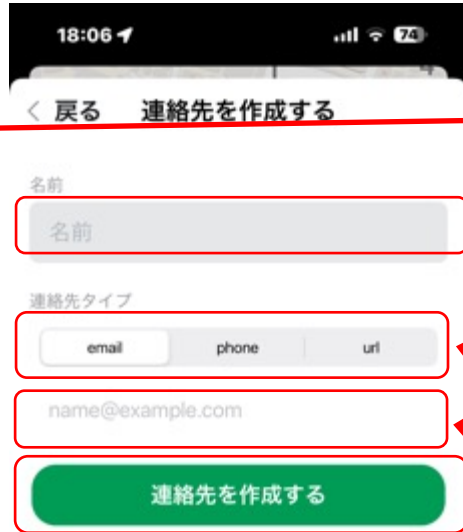 18:06 74
戻る 連絡先を作成する
名前
名前
連絡先タイプ
email phone url
name@example.com
連絡先を作成する